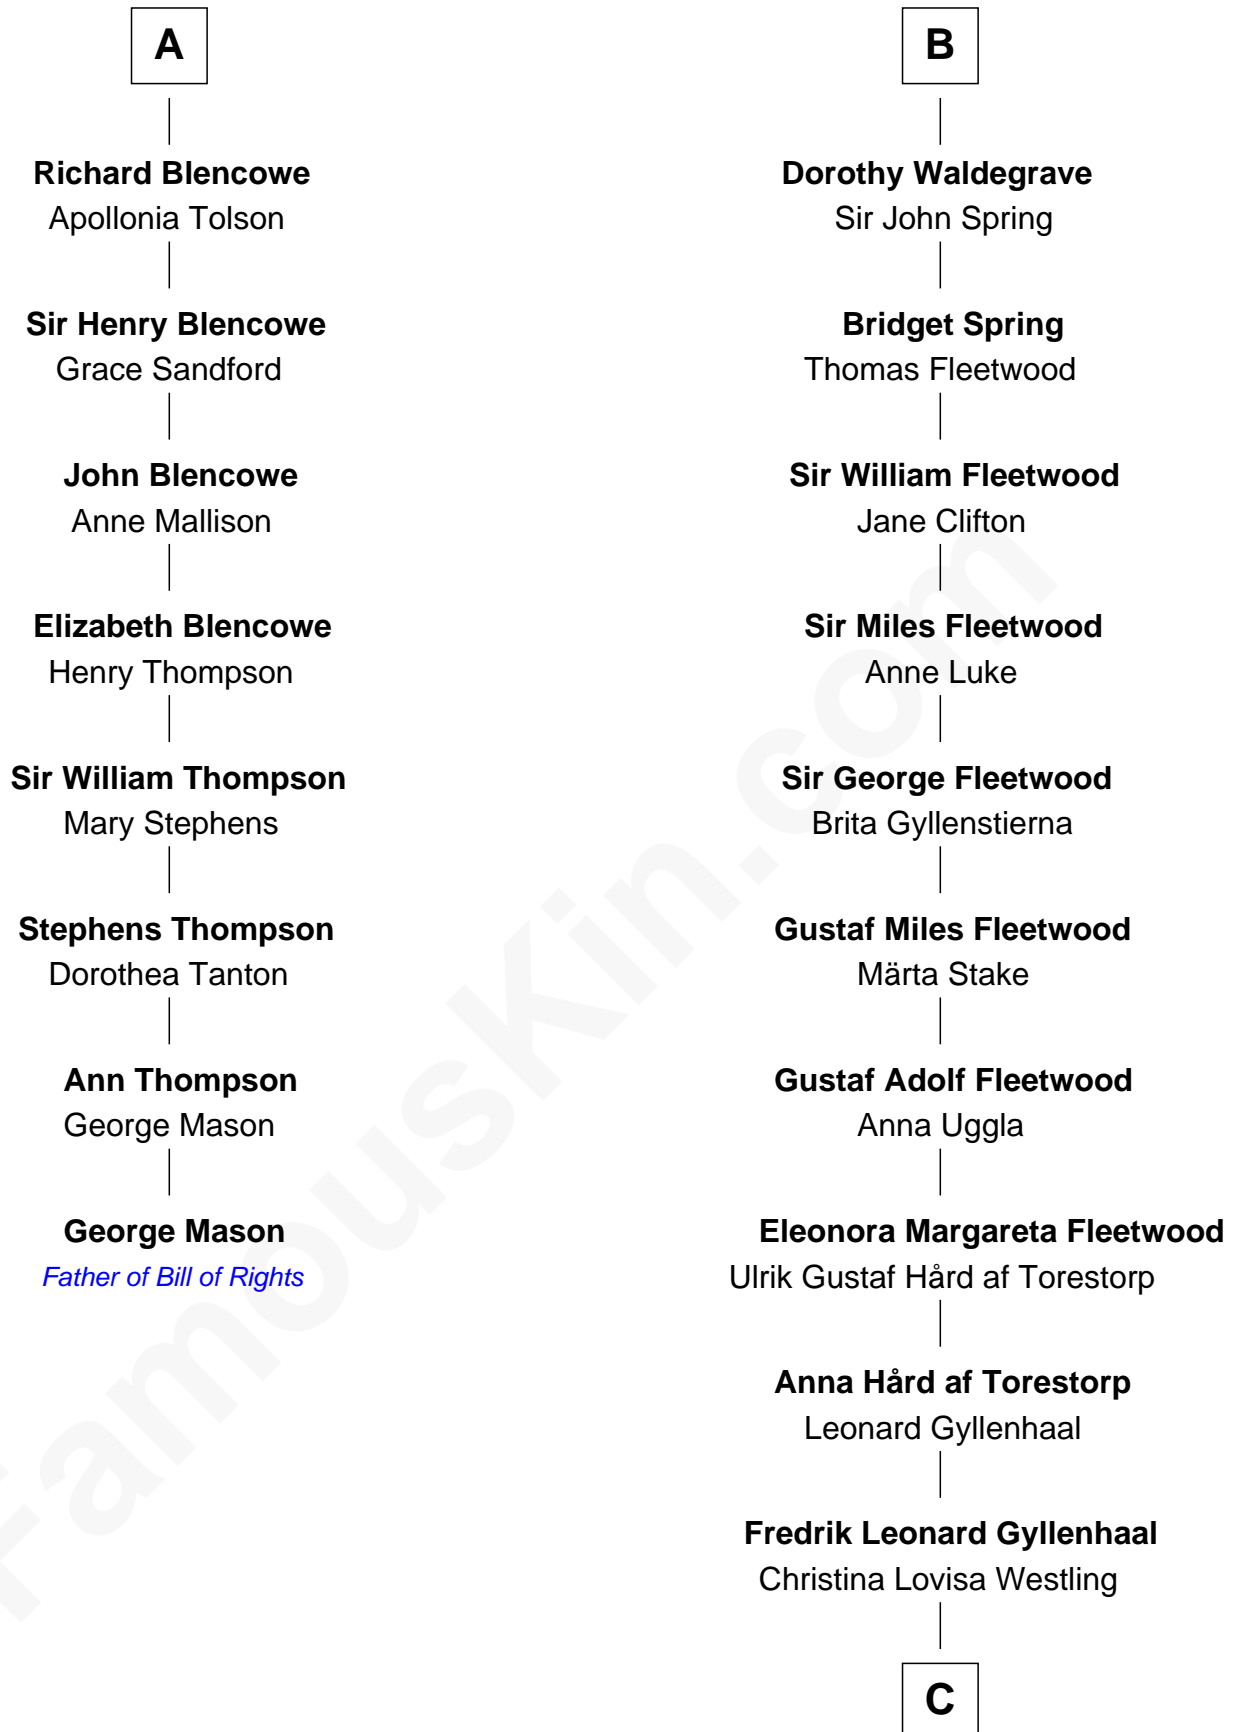 A
Richard Blencowe
Apollonia Tolson
Sir Henry Blencowe
Grace Sandford
John Blencowe
Anne Mallison
Elizabeth Blencowe
Henry Thompson
Sir William Thompson
Mary Stephens
Stephens Thompson
Dorothea Tanton
Ann Thompson
George Mason
George Mason
Father of Bill of Rights
B
Dorothy Waldegrave
Sir John Spring
Bridget Spring
Thomas Fleetwood
Sir William Fleetwood
Jane Clifton
Sir Miles Fleetwood
Anne Luke
Sir George Fleetwood
Brita Gyllenstierna
Gustaf Miles Fleetwood
Märta Stake
Gustaf Adolf Fleetwood
Anna Uggla
Eleonora Margareta Fleetwood
Ulrik Gustaf Hård af Torestorp
Anna Hård af Torestorp
Leonard Gyllenhaal
Fredrik Leonard Gyllenhaal
Christina Lovisa Westling
C
FamousKin.com